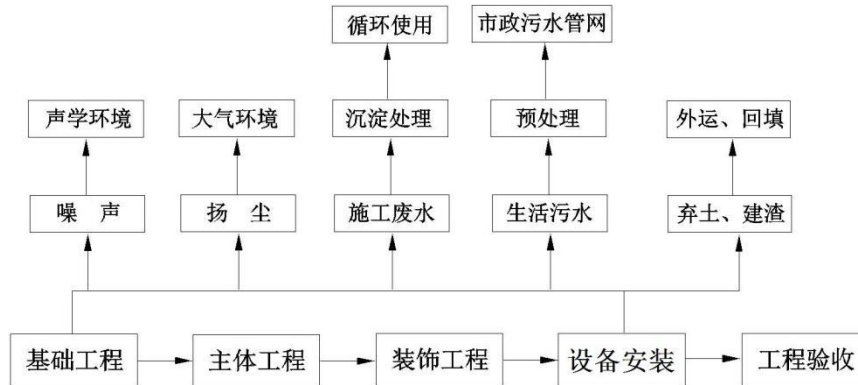 循环使用
市政污水管网
声学环境
大气环境
沉淀处理
预处理
外运、回填
噪 声
扬 尘
施工废水
生活污水
弃土、建渣
基础工程
主体工程
装饰工程
设备安装
工程验收